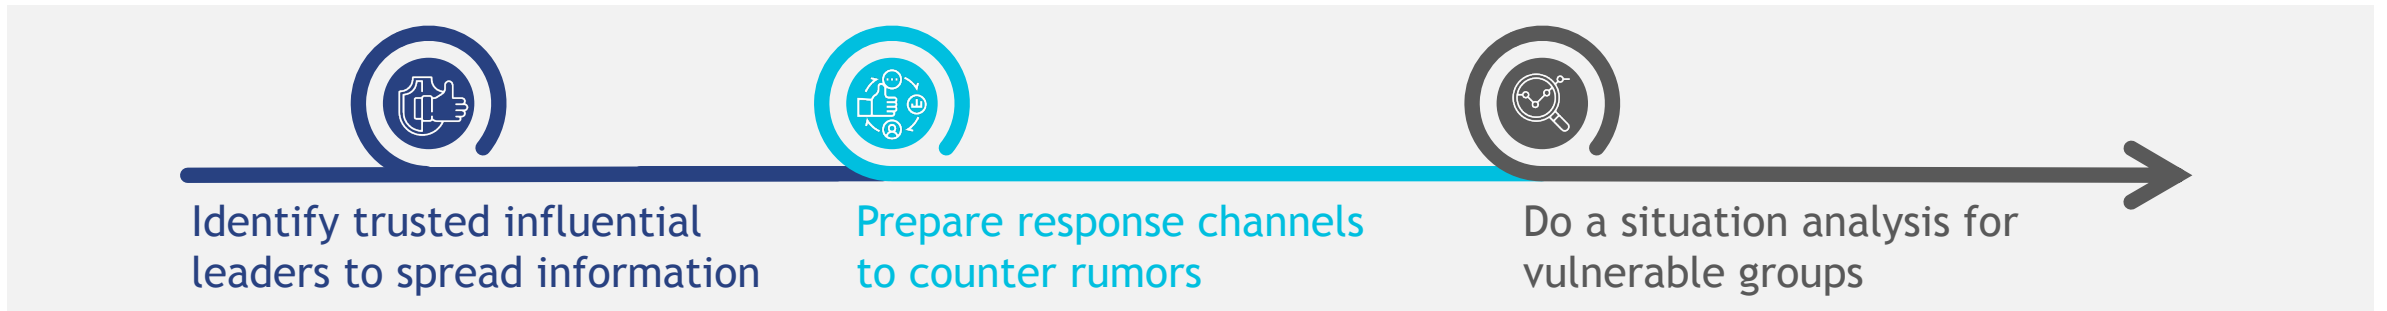 Identify trusted influential
leaders to spread information
Prepare response channels
to counter rumors
Do a situation analysis for
vulnerable groups